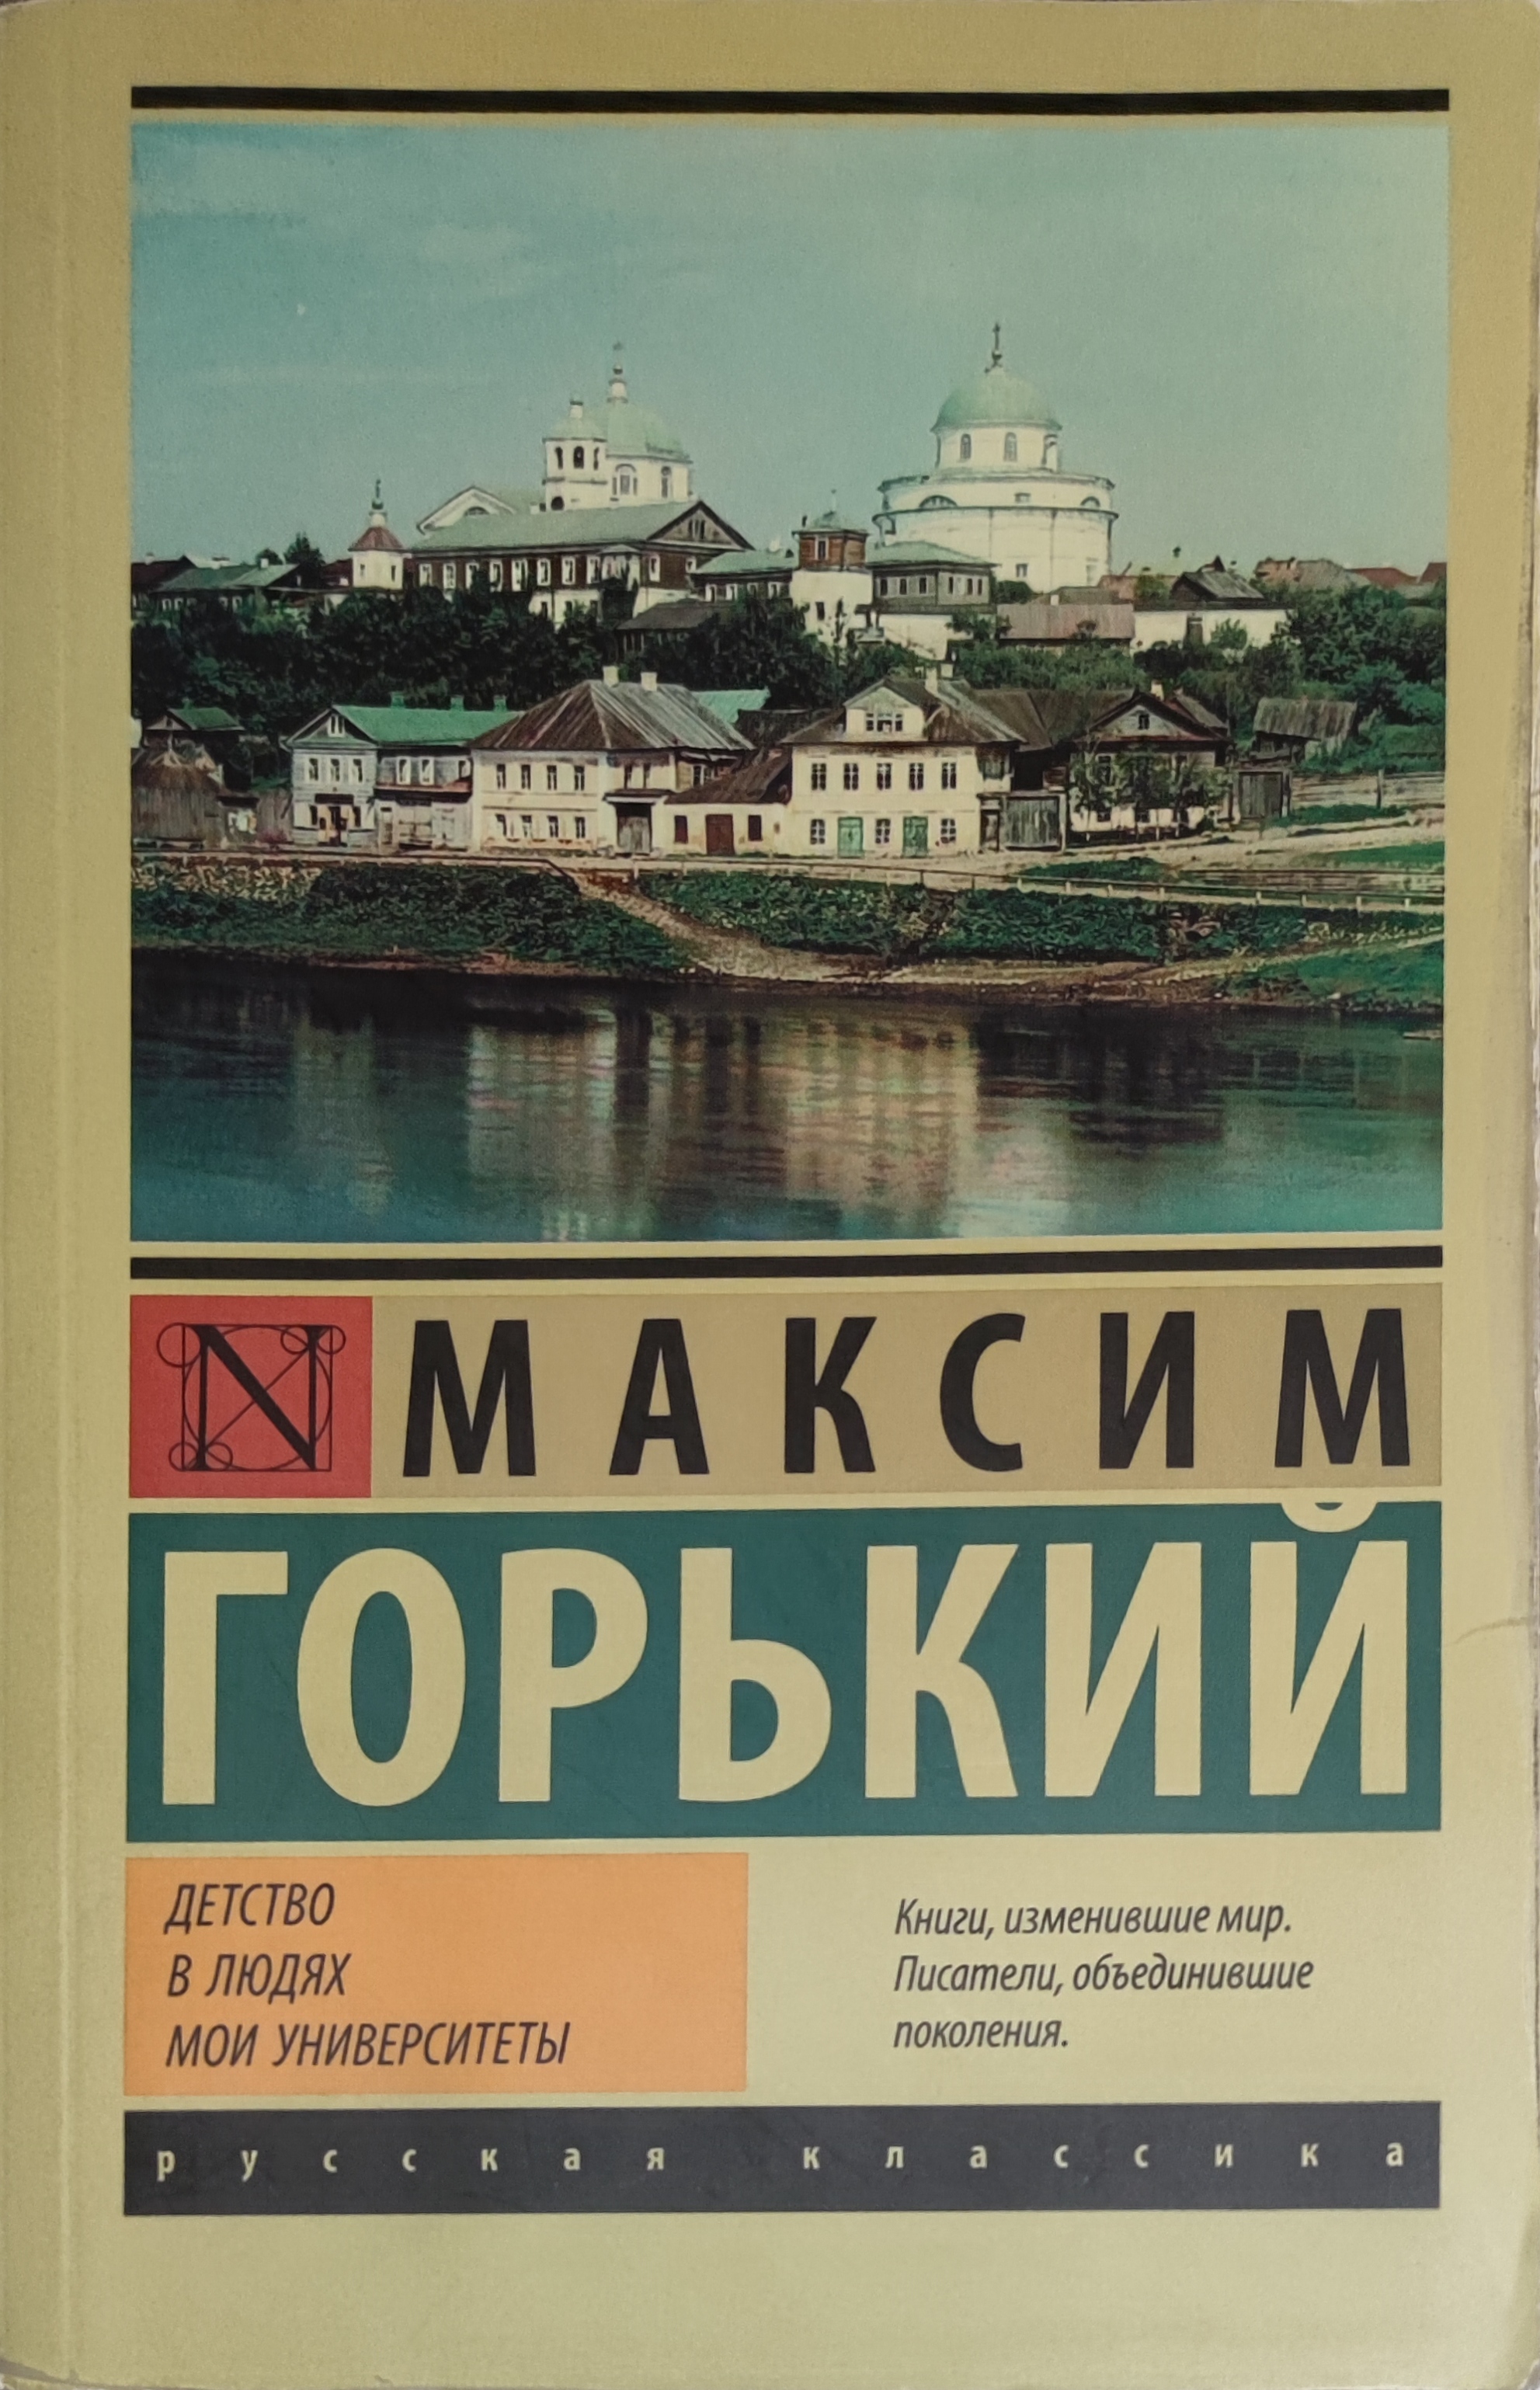 N МАКСИМ
ГОРЬКИЙ
ДЕТСТВО
В ЛЮДЯХ
МОИ УНИВЕРСИТЕТЫ
Книги, изменившие мир.
Писатели, объединившие
поколения.
русская классика